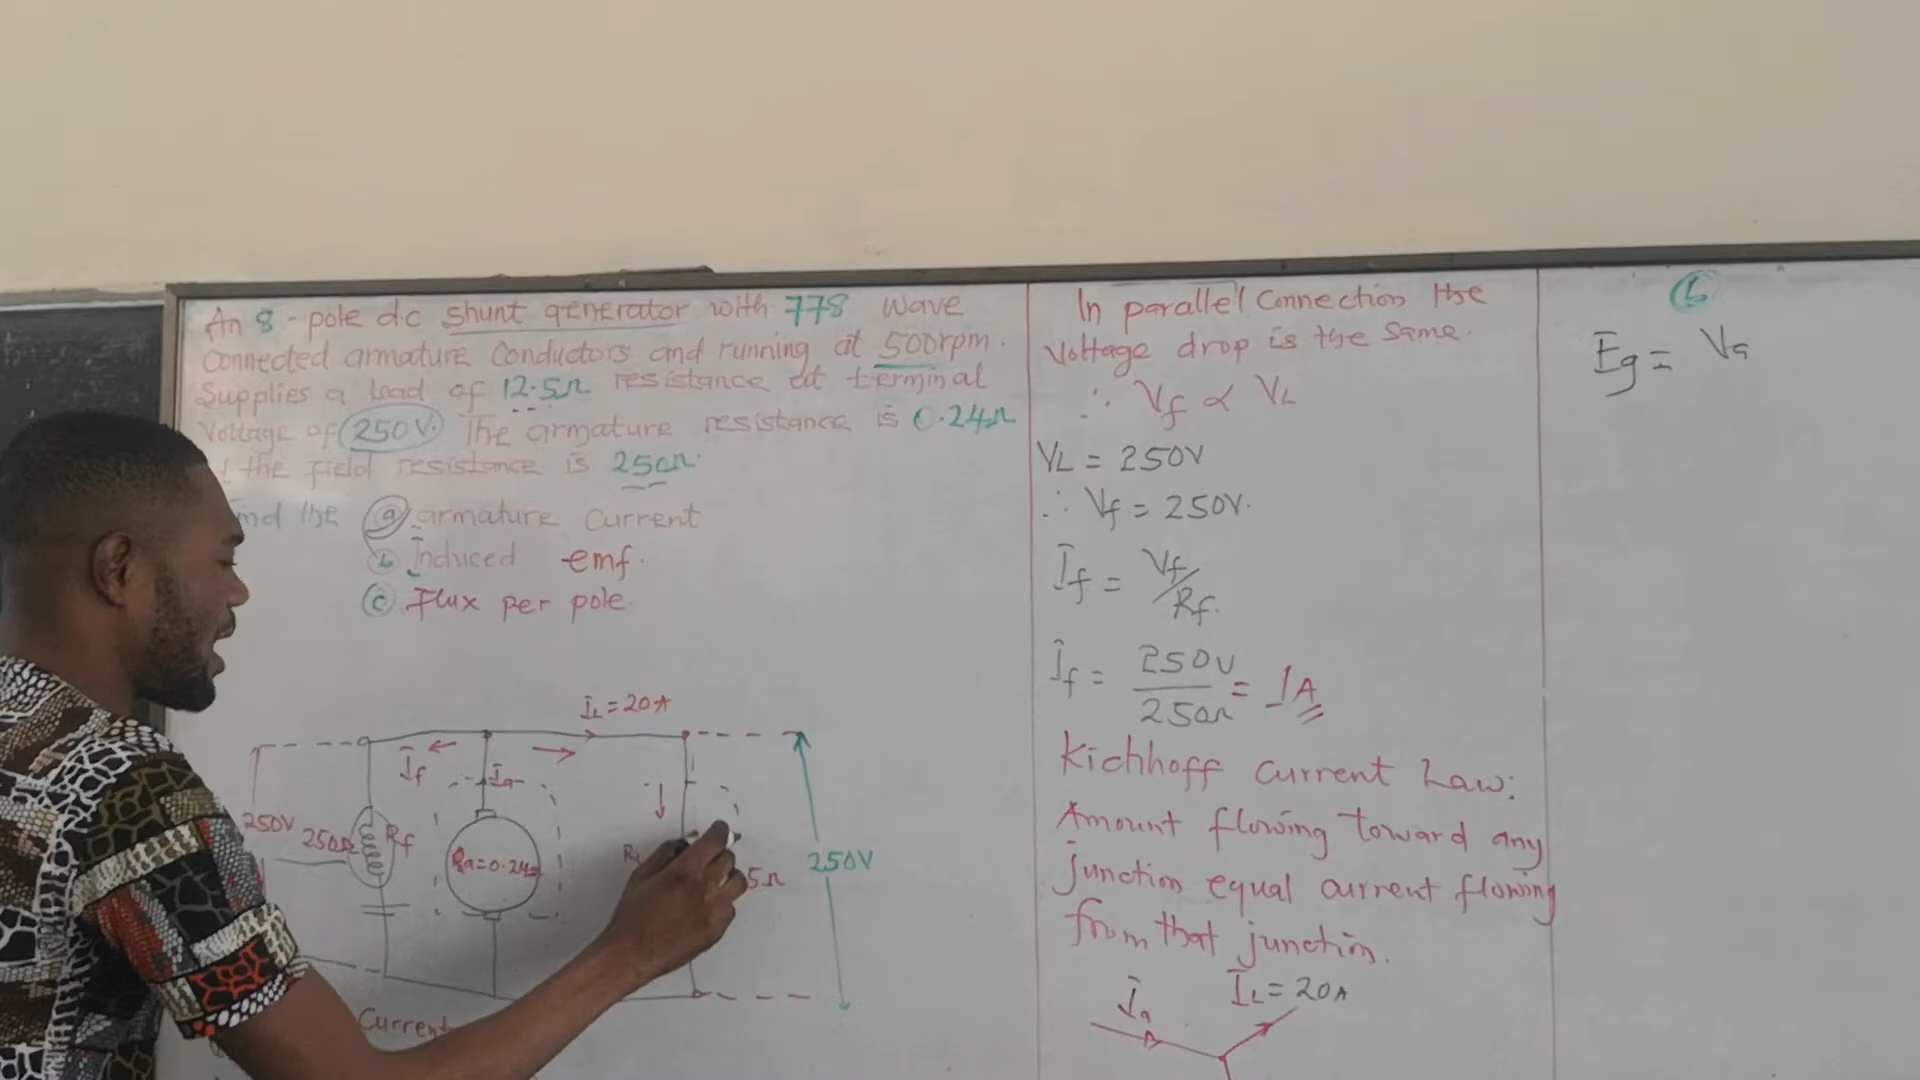 An 8-pole d.c shunt generator with 778 wave
connected armature conductors and running at 500rpm.
Supplies a load of 12.5Ω resistance at terminal
Voltage of 250V. The armature resistance is 0.24Ω
the field resistance is 250Ω.
the (a) armature current
(b) Induced emf.
(c) Flux per pole.
IL = 20A
If
Ia
250V
250Ω
Rf
Ra=0.24Ω
5Ω
250V
Current
In parallel connection the
Voltage drop is the same.
∴ Vf ∝ VL
VL = 250V
∴ Vf = 250V.
If = Vf/Rf.
If = 250V/250Ω = 1A
Kichhoff current Law:
Amount flowing toward any
junction equal current flowing
from that junction.
Ia
IL = 20A
(b)
Eg = Va